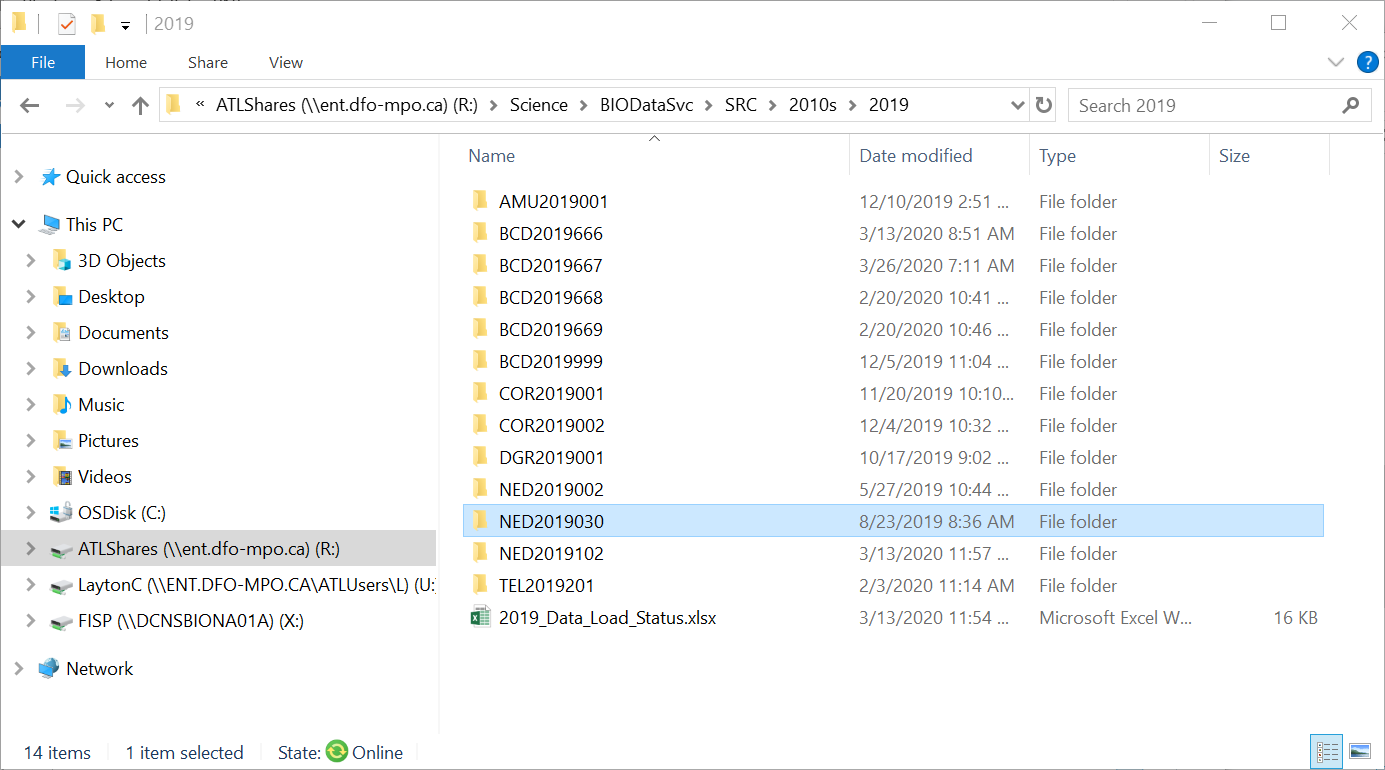 2019
File Home Share View
« ATLShares (\\ent.dfo-mpo.ca) (R:) > Science > BIODataSvc > SRC > 2010s > 2019 Search 2019
Name Date modified Type Size
Quick access
This PC
3D Objects
Desktop
Documents
Downloads
Music
Pictures
Videos
OSDisk (C:)
ATLShares (\\ent.dfo-mpo.ca) (R:)
LaytonC (\\ENT.DFO-MPO.CA\ATLUsers\L) (U:
FISP (\\DCNSBIONA01A) (X:)
Network
AMU2019001 12/10/2019 2:51 ... File folder
BCD2019666 3/13/2020 8:51 AM File folder
BCD2019667 3/26/2020 7:11 AM File folder
BCD2019668 2/20/2020 10:41 ... File folder
BCD2019669 2/20/2020 10:46 ... File folder
BCD2019999 12/5/2019 11:04 ... File folder
COR2019001 11/20/2019 10:10... File folder
COR2019002 12/4/2019 10:32 ... File folder
DGR2019001 10/17/2019 9:02 ... File folder
NED2019002 5/27/2019 10:44 ... File folder
NED2019030 8/23/2019 8:36 AM File folder
NED2019102 3/13/2020 11:57 ... File folder
TEL2019201 2/3/2020 11:14 AM File folder
2019_Data_Load_Status.xlsx 3/13/2020 11:54 ... Microsoft Excel W... 16 KB
14 items 1 item selected State: Online